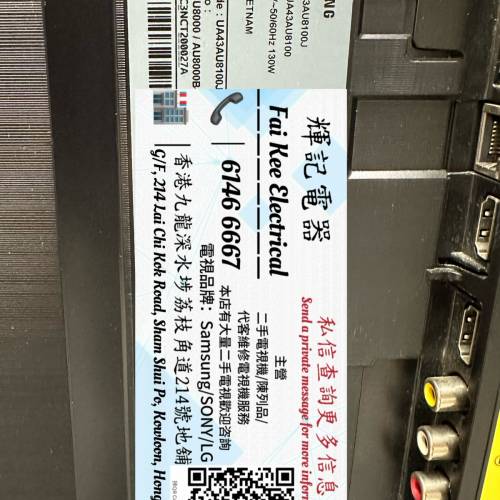 NG
43AU8100J
UA43AU8100
~50/60Hz 130W
ETNAM
de : UA43AU8100J
U8000 / AU8000B
C3NCT200027A
輝記電器
Fai Kee Electrical
6746 6667
私信查詢更多信息
Send a private message for more infor
主營
二手電視機/陳列品/
代客維修電視機服務
本店有大量二手電視歡迎咨詢
電視品牌：Samsung/SONY/LG
香港九龍深水埗荔枝角道214號地舖
G/F, 214 Lai Chi Kok Road, Sham Shui Po, Kowloon, Hong